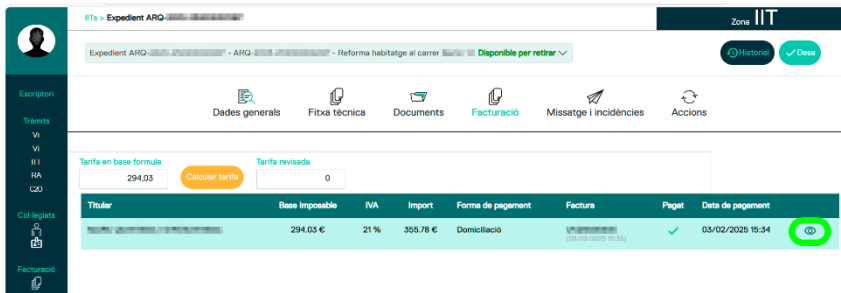 IITs > Expedient ARQ-
Zona IIT
Expedient ARQ- - ARQ- - Reforma habitatge al carrer Disponible per retirar
Historial
Desa
Escriptori
Tràmits
Vi
Vi
III
RA
C20
Col·legiats
Facturació
Dades generals
Fitxa tècnica
Documents
Facturació
Missatge i incidències
Accions
Tarifa en base formula
Tarifa revisada
294,03
Calcular tarifa
0
Titular Base Imposable IVA Import Forma de pagament Factura Pagat Data de pagament
294.03 € 21 % 355.78 € Domiciliació 03/02/2025 15:34
(03/02/2025 15:35)